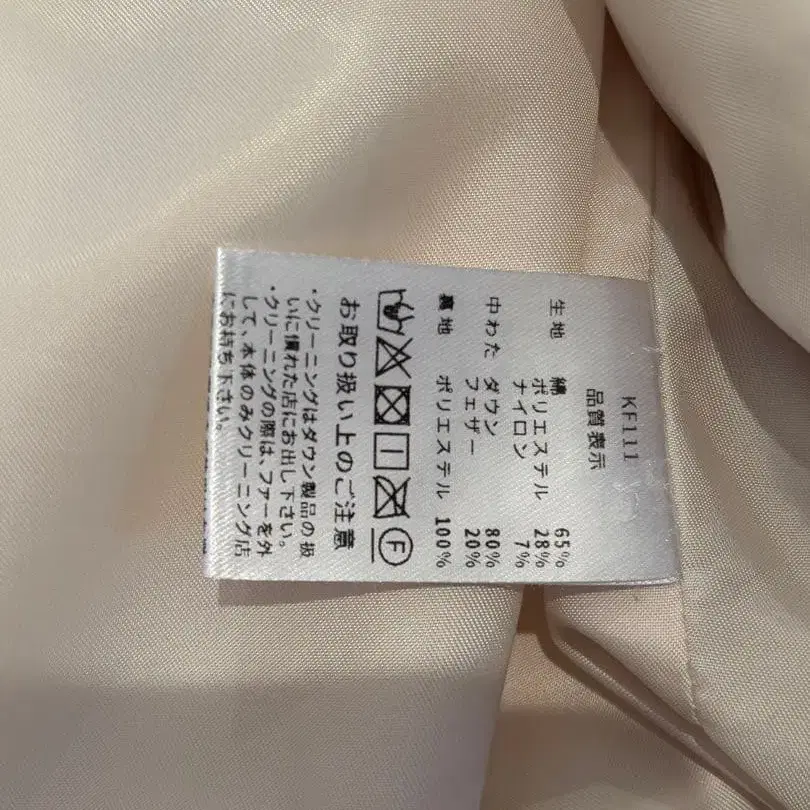 KF111
品質表示
生地 綿 65%
ポリエステル 28%
ナイロン 7%
中わた ダウン 80%
フェザー 20%
裏地 ポリエステル 100%
F
お取り扱い上のご注意
・クリーニングはダウン製品の扱
いに慣れた店にお出し下さい。
・クリーニングの際は、ファーを外
して、本体のみクリーニング店
にお持ち下さい。